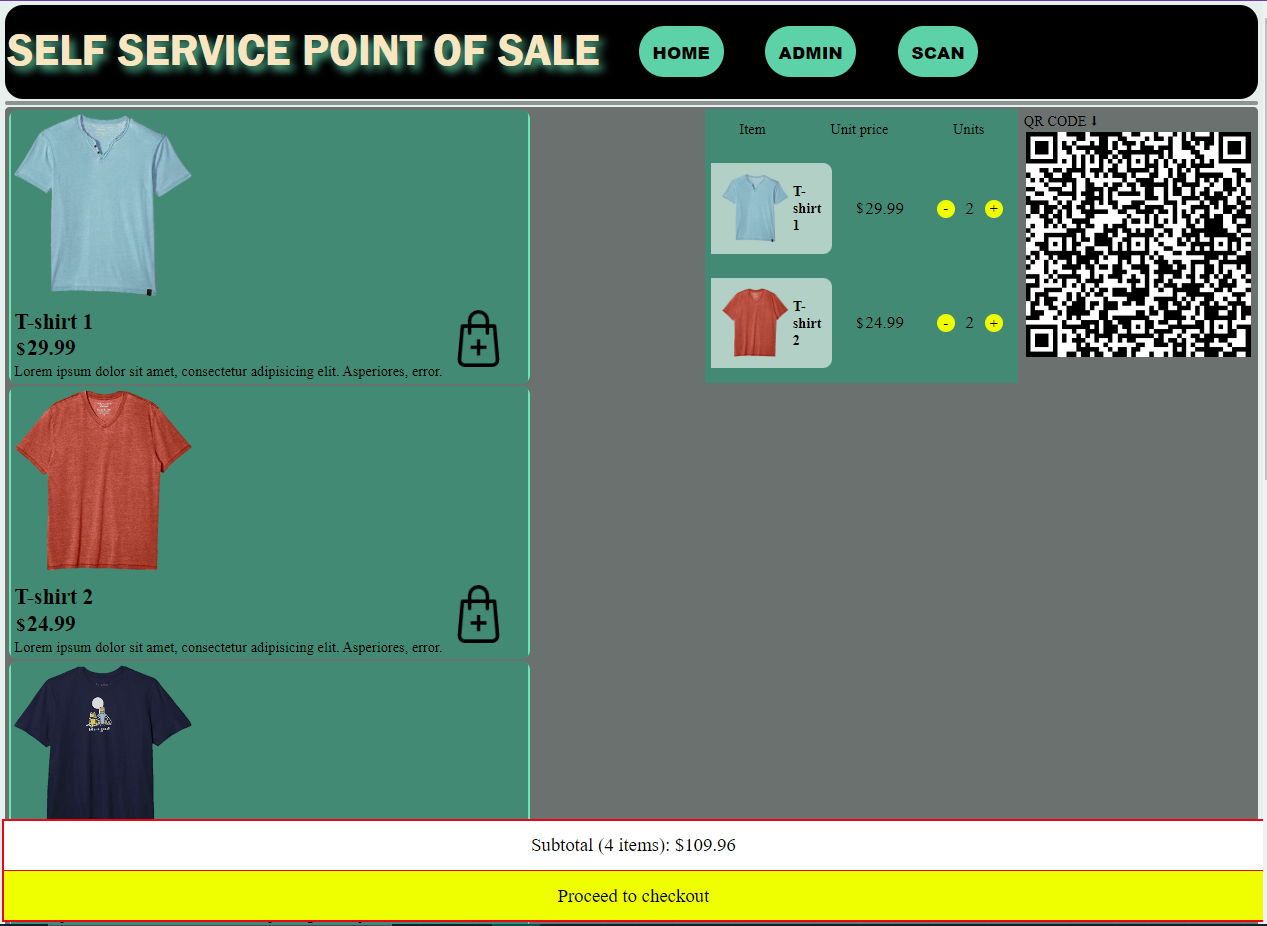 SELF SERVICE POINT OF SALE
HOME
ADMIN
SCAN
T-shirt 1
$29.99
Lorem ipsum dolor sit amet, consectetur adipisicing elit. Asperiores, error.
T-shirt 2
$24.99
Lorem ipsum dolor sit amet, consectetur adipisicing elit. Asperiores, error.
Item Unit price Units
T-
shirt
1
$29.99
- 2 +
T-
shirt
2
$24.99
- 2 +
QR CODE ⬇
Subtotal (4 items): $109.96
Proceed to checkout